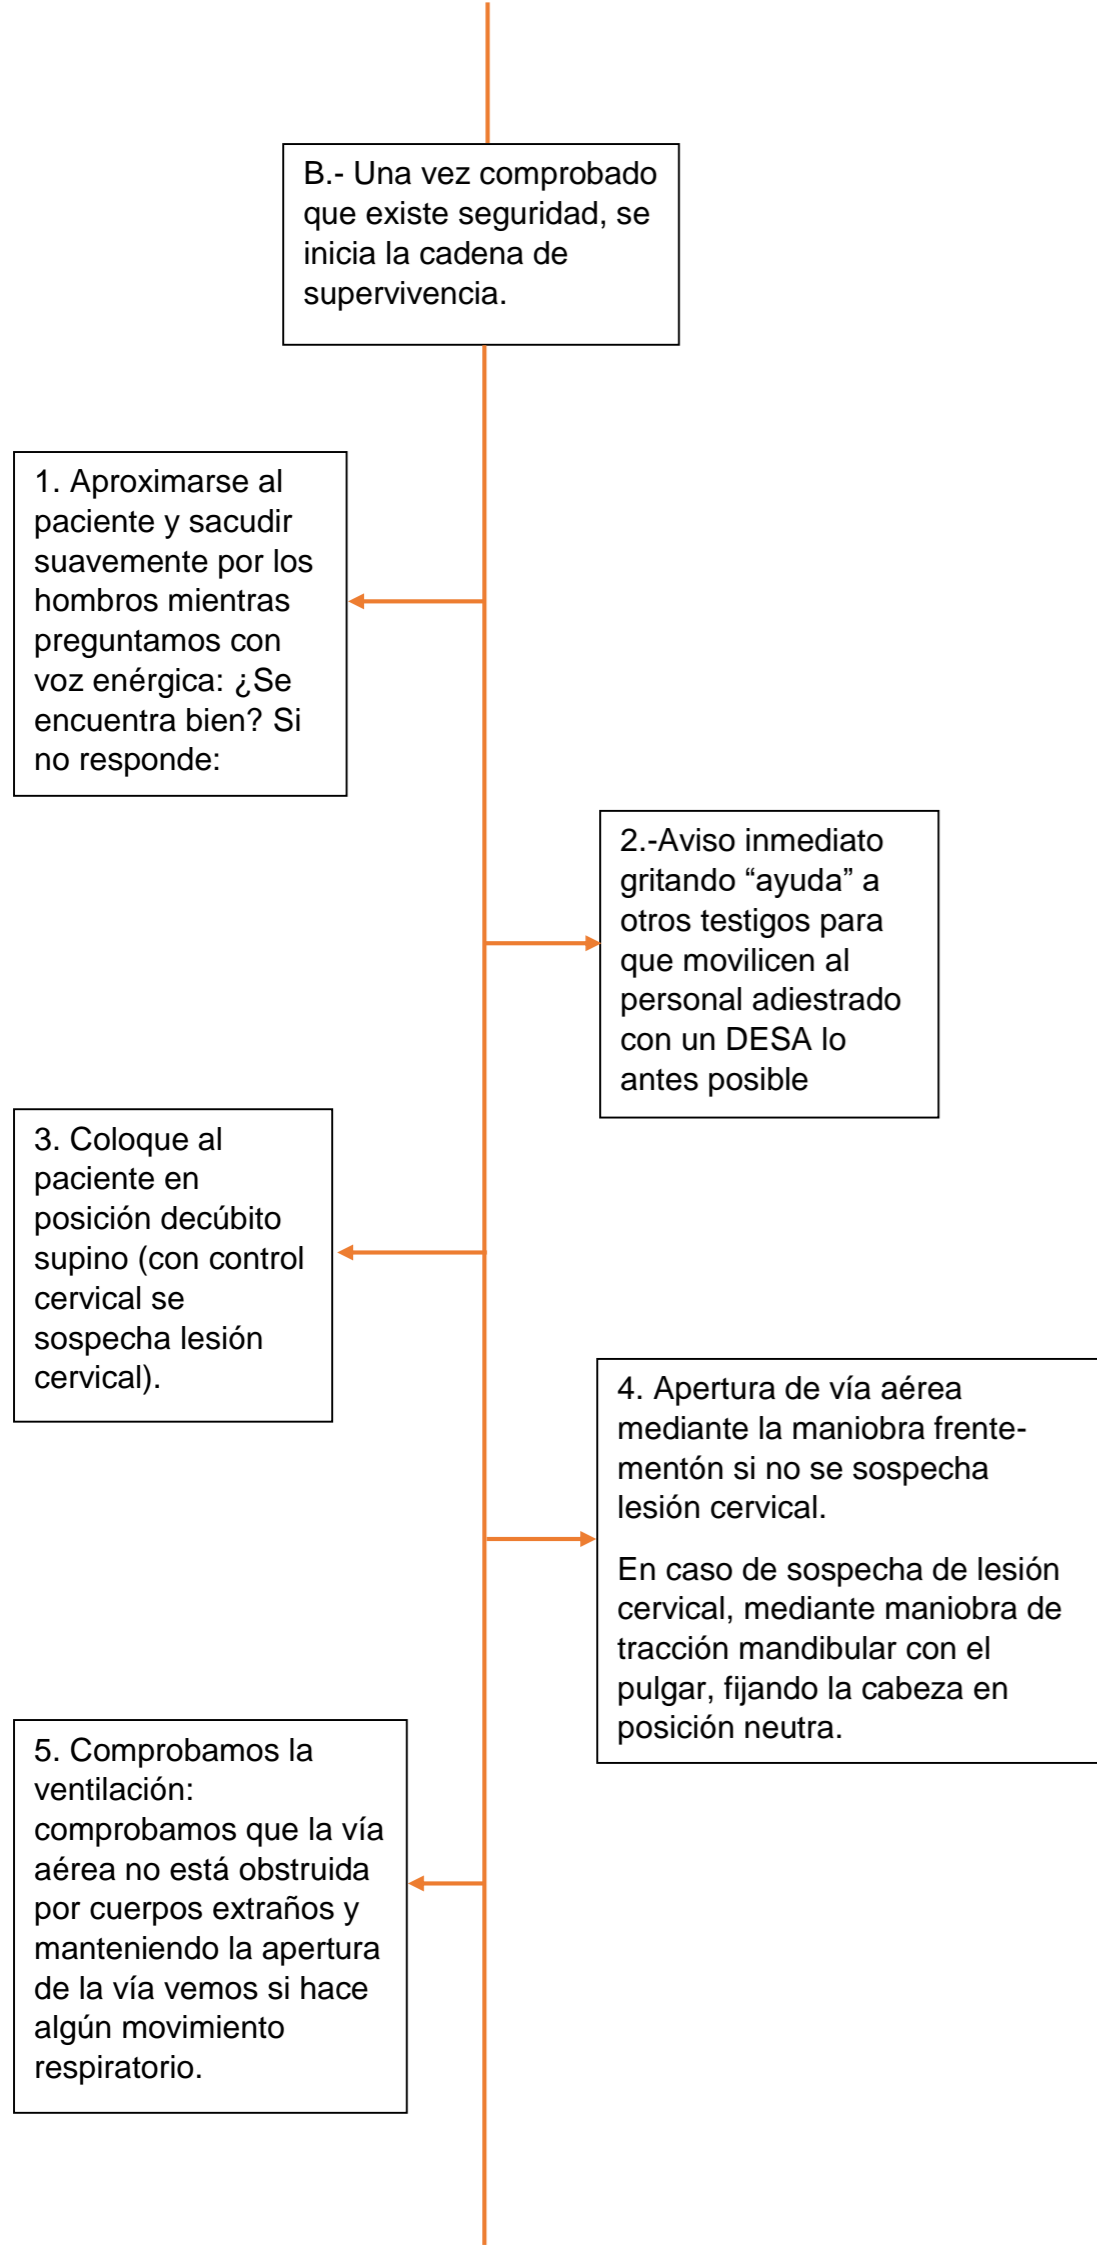 B.- Una vez comprobado
que existe seguridad, se
inicia la cadena de
supervivencia.
1. Aproximarse al
paciente y sacudir
suavemente por los
hombros mientras
preguntamos con
voz enérgica: ¿Se
encuentra bien? Si
no responde:
2.-Aviso inmediato
gritando “ayuda” a
otros testigos para
que movilicen al
personal adiestrado
con un DESA lo
antes posible
3. Coloque al
paciente en
posición decúbito
supino (con control
cervical se
sospecha lesión
cervical).
4. Apertura de vía aérea
mediante la maniobra frente-
mentón si no se sospecha
lesión cervical.
En caso de sospecha de lesión
cervical, mediante maniobra de
tracción mandibular con el
pulgar, fijando la cabeza en
posición neutra.
5. Comprobamos la
ventilación:
comprobamos que la vía
aérea no está obstruida
por cuerpos extraños y
manteniendo la apertura
de la vía vemos si hace
algún movimiento
respiratorio.